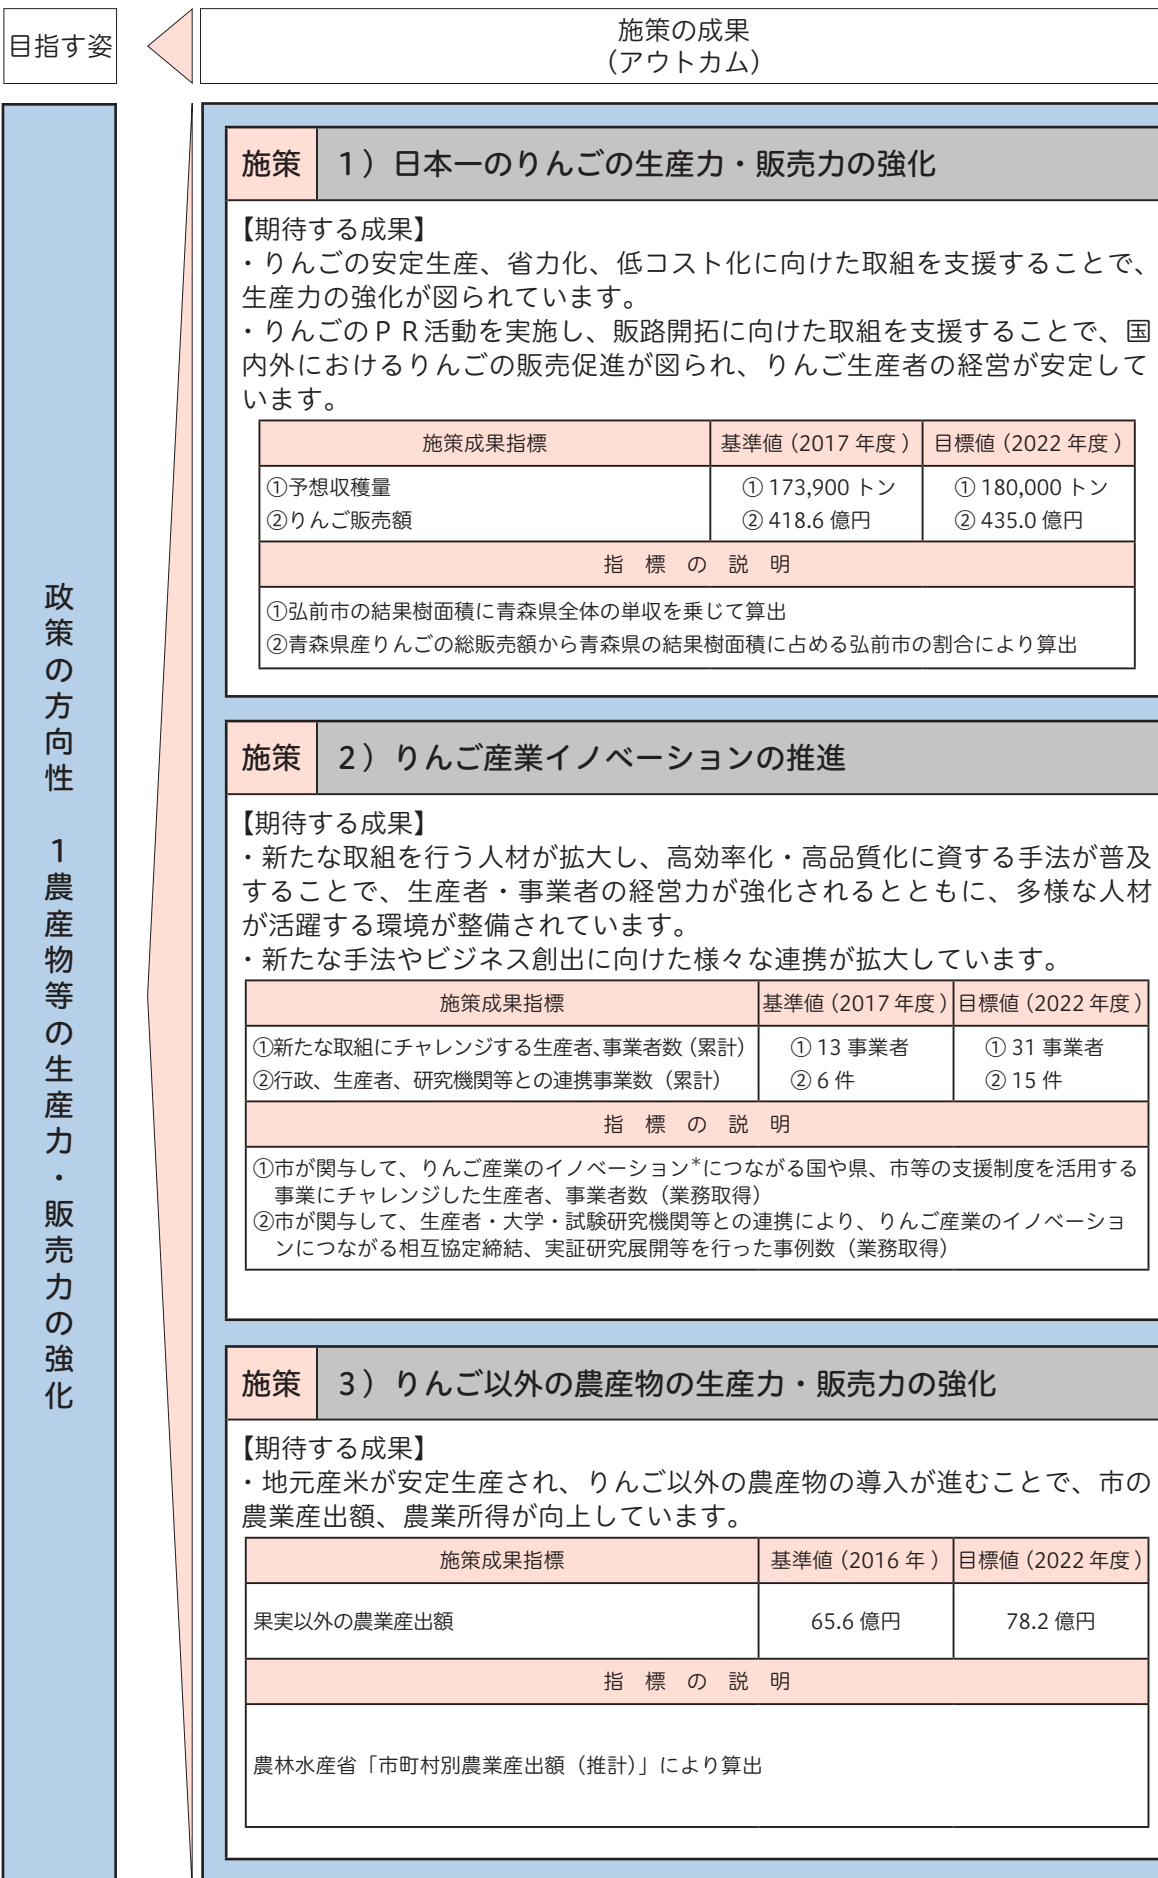 目指す姿
施策の成果
（アウトカム）
政策の方向性　１農産物等の生産力・販売力の強化
施策　１）日本一のりんごの生産力・販売力の強化
【期待する成果】
・りんごの安定生産、省力化、低コスト化に向けた取組を支援することで、
生産力の強化が図られています。
・りんごのＰＲ活動を実施し、販路開拓に向けた取組を支援することで、国
内外におけるりんごの販売促進が図られ、りんご生産者の経営が安定して
います。
施策成果指標　基準値（2017 年度）　目標値（2022 年度）
①予想収穫量　① 173,900 トン　① 180,000 トン
②りんご販売額　② 418.6 億円　② 435.0 億円
指　標　の　説　明
①弘前市の結果樹面積に青森県全体の単収を乗じて算出
②青森県産りんごの総販売額から青森県の結果樹面積に占める弘前市の割合により算出
施策　２）りんご産業イノベーションの推進
【期待する成果】
・新たな取組を行う人材が拡大し、高効率化・高品質化に資する手法が普及
することで、生産者・事業者の経営力が強化されるとともに、多様な人材
が活躍する環境が整備されています。
・新たな手法やビジネス創出に向けた様々な連携が拡大しています。
施策成果指標　基準値（2017 年度）　目標値（2022 年度）
①新たな取組にチャレンジする生産者、事業者数（累計）　① 13 事業者　① 31 事業者
②行政、生産者、研究機関等との連携事業数（累計）　② 6 件　② 15 件
指　標　の　説　明
①市が関与して、りんご産業のイノベーション*につながる国や県、市等の支援制度を活用する
事業にチャレンジした生産者、事業者数（業務取得）
②市が関与して、生産者・大学・試験研究機関等との連携により、りんご産業のイノベーショ
ンにつながる相互協定締結、実証研究展開等を行った事例数（業務取得）
施策　３）りんご以外の農産物の生産力・販売力の強化
【期待する成果】
・地元産米が安定生産され、りんご以外の農産物の導入が進むことで、市の
農業産出額、農業所得が向上しています。
施策成果指標　基準値（2016 年）　目標値（2022 年度）
果実以外の農業産出額　65.6 億円　78.2 億円
指　標　の　説　明
農林水産省「市町村別農業産出額（推計）」により算出